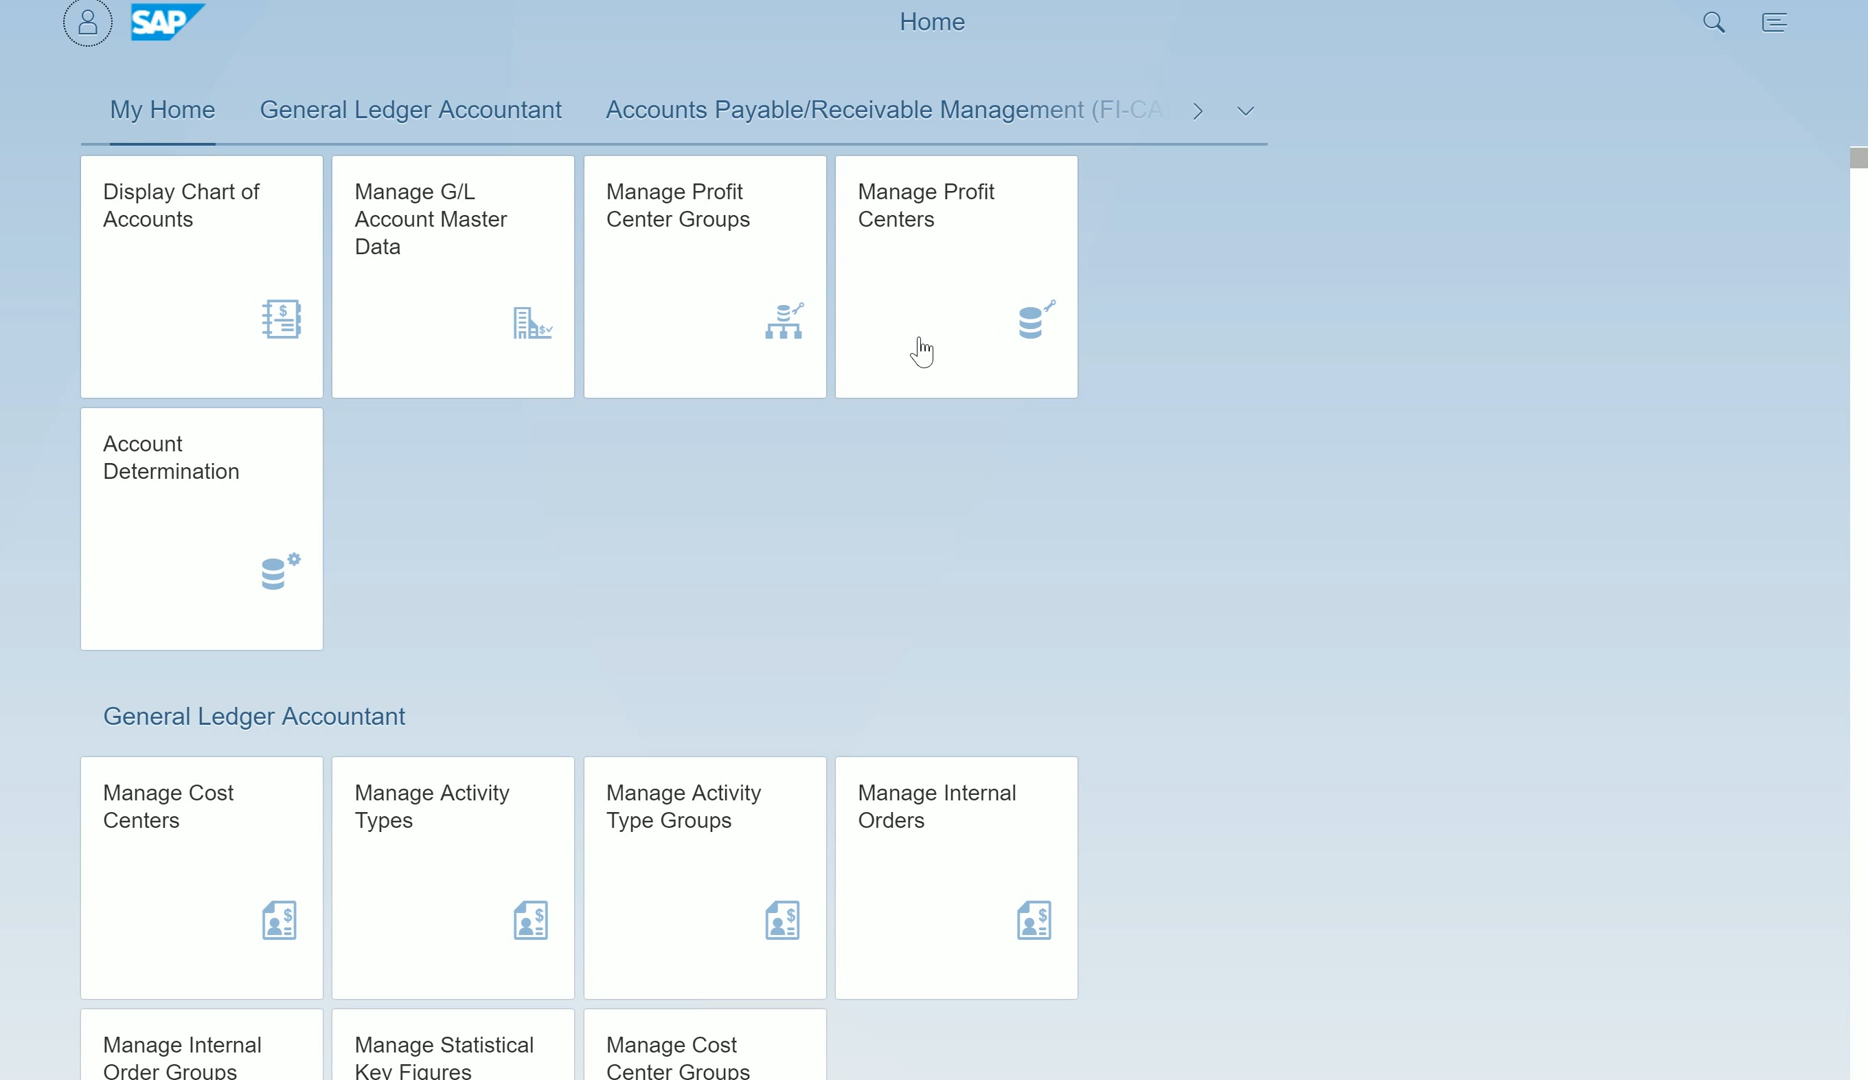 SAP
Home
My Home
General Ledger Accountant
Accounts Payable/Receivable Management (FI-CA
Display Chart of
Accounts
Manage G/L
Account Master
Data
Manage Profit
Center Groups
Manage Profit
Centers
Account
Determination
General Ledger Accountant
Manage Cost
Centers
Manage Activity
Types
Manage Activity
Type Groups
Manage Internal
Orders
Manage Internal
Order Groups
Manage Statistical
Key Figures
Manage Cost
Center Groups